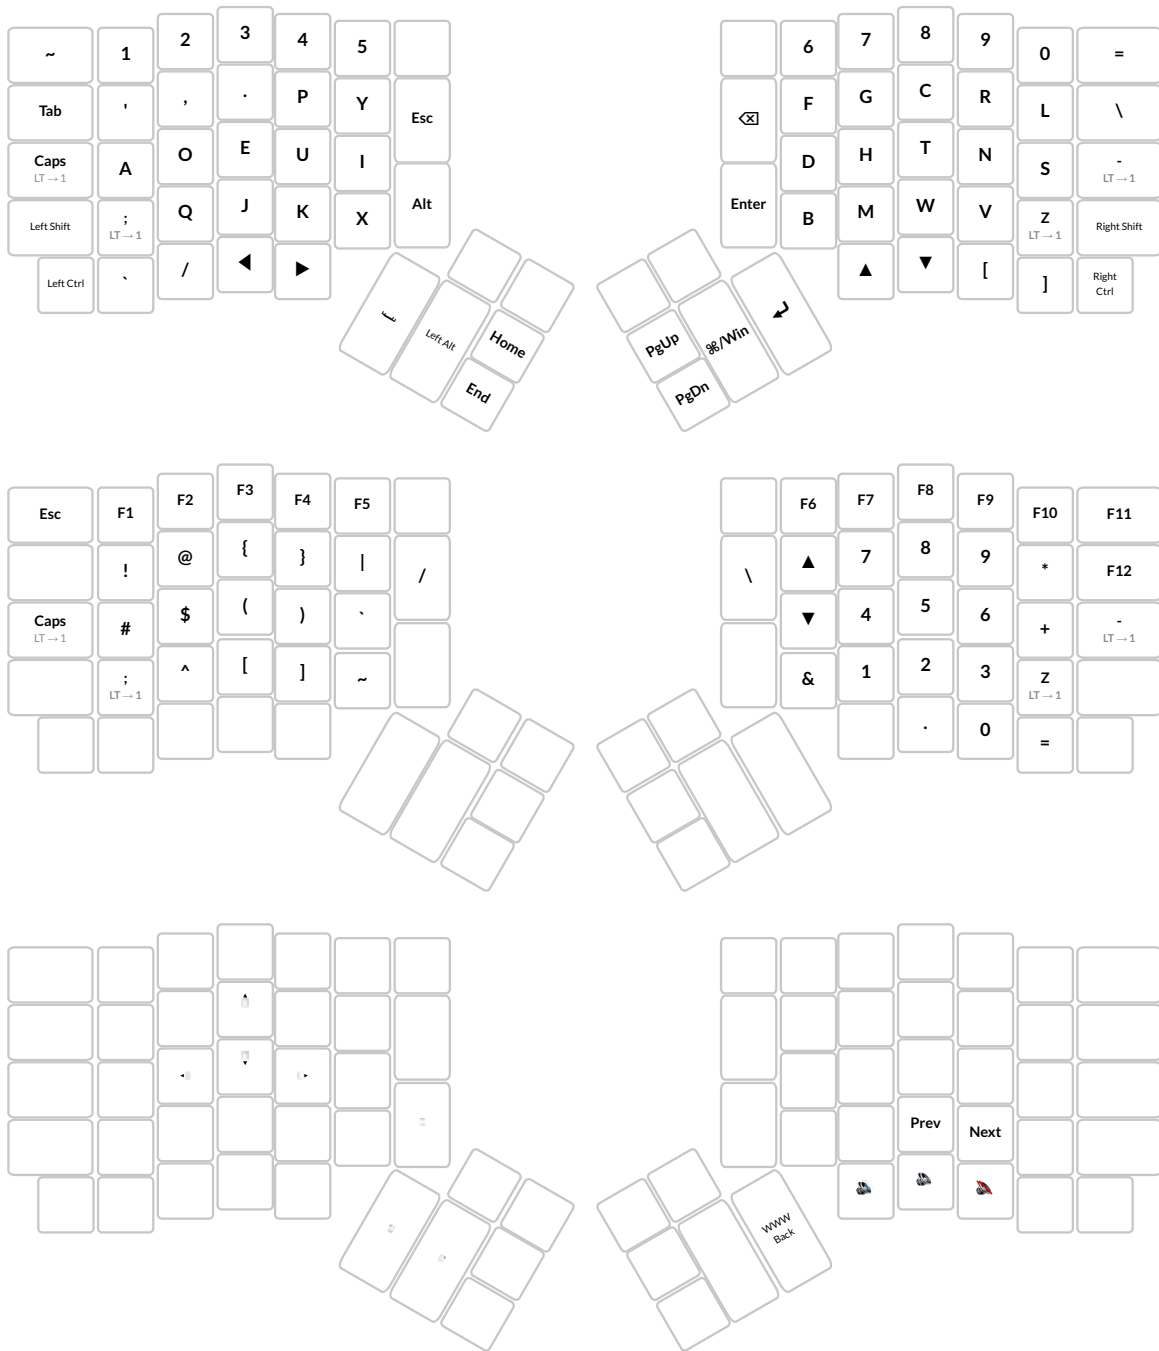 ~ 1 2 3 4 5 6 7 8 9 0 =
Tab ' , . P Y Esc ⌫ F G C R L \
Caps A O E U I D H T N S -
LT → 1 LT → 1
Left Shift ; Q J K X Alt Enter B M W V Z Right Shift
LT → 1 LT → 1
Left Ctrl ` / ◀ ▶ ▲ ▼ [ ] Right
Ctrl
Left Alt Home PgUp ⌘/Win ↵
End PgDn
Esc F1 F2 F3 F4 F5 F6 F7 F8 F9 F10 F11
! @ { } | / \ ▲ 7 8 9 * F12
Caps # $ ( ) ` ▼ 4 5 6 + -
LT → 1 LT → 1
; ^ [ ] ~ & 1 2 3 Z
LT → 1 LT → 1
. 0 =
Prev Next
WWW
Back